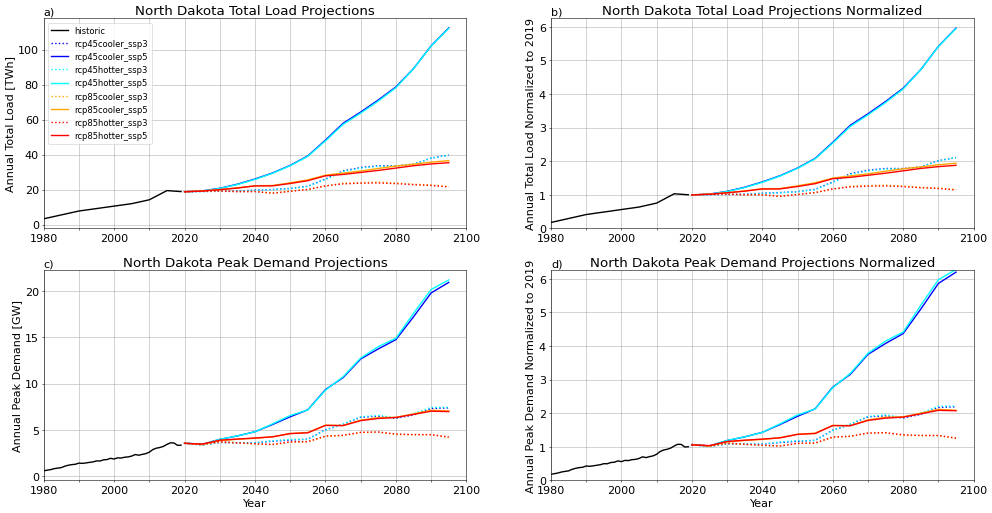 a)
North Dakota Total Load Projections
Annual Total Load [TWh]
historic
rcp45cooler_ssp3
rcp45cooler_ssp5
rcp45hotter_ssp3
rcp45hotter_ssp5
rcp85cooler_ssp3
rcp85cooler_ssp5
rcp85hotter_ssp3
rcp85hotter_ssp5
100
80
60
40
20
0
1980 2000 2020 2040 2060 2080 2100
b)
North Dakota Total Load Projections Normalized
Annual Total Load Normalized to 2019
6
5
4
3
2
1
0
1980 2000 2020 2040 2060 2080 2100
c)
North Dakota Peak Demand Projections
Annual Peak Demand [GW]
20
15
10
5
0
1980 2000 2020 2040 2060 2080 2100
Year
d)
North Dakota Peak Demand Projections Normalized
Annual Peak Demand Normalized to 2019
6
5
4
3
2
1
0
1980 2000 2020 2040 2060 2080 2100
Year